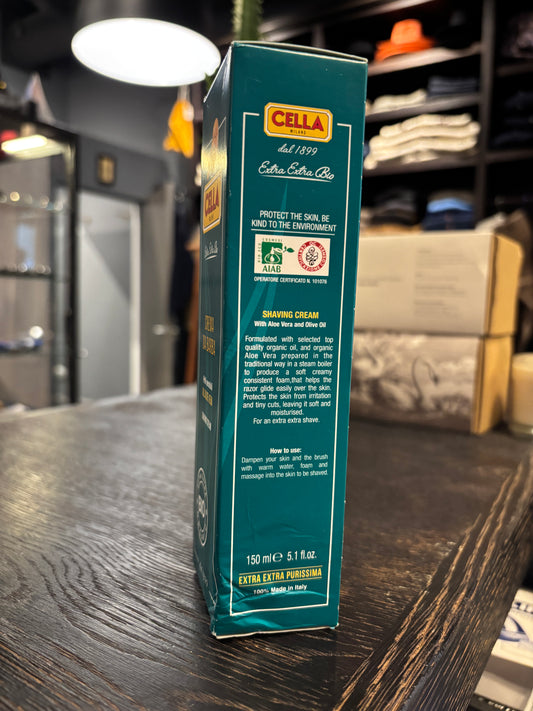 CELLA
MILANO
dal 1899
Extra Extra Bio
PROTECT THE SKIN, BE
KIND TO THE ENVIRONMENT
AIAB
OPERATORE CERTIFICATO N. 101076
SHAVING CREAM
With Aloe Vera and Olive Oil
Formulated with selected top
quality organic oil, and organic
Aloe Vera prepared in the
traditional way in a steam boiler
to produce a soft creamy
consistent foam,that helps the
razor glide easily over the skin.
Protects the skin from irritation
and tiny cuts, leaving it soft and
moisturised.
For an extra extra shave.
How to use:
Dampen your skin and the brush
with warm water, foam and
massage into the skin to be shaved.
150 ml e 5.1 fl.oz.
EXTRA EXTRA PURISSIMA
100% Made in Italy
CELLA